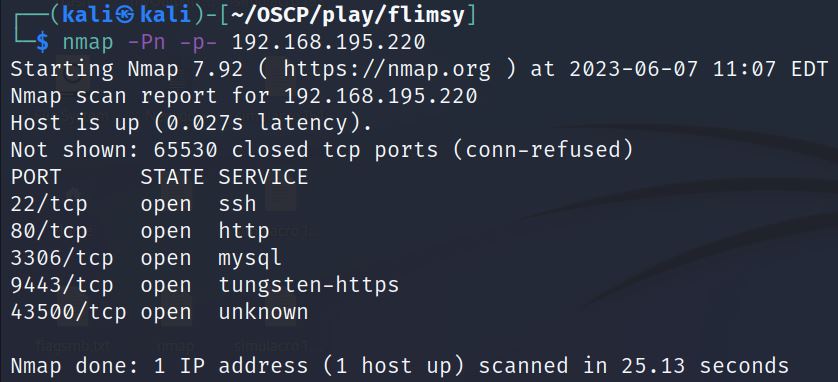 ┌──(kali㉿kali)-[~/OSCP/play/flimsy]
└─$ nmap -Pn -p- 192.168.195.220
Starting Nmap 7.92 ( https://nmap.org ) at 2023-06-07 11:07 EDT
Nmap scan report for 192.168.195.220
Host is up (0.027s latency).
Not shown: 65530 closed tcp ports (conn-refused)
PORT      STATE SERVICE
22/tcp    open  ssh
80/tcp    open  http
3306/tcp  open  mysql
9443/tcp  open  tungsten-https
43500/tcp open  unknown
Nmap done: 1 IP address (1 host up) scanned in 25.13 seconds